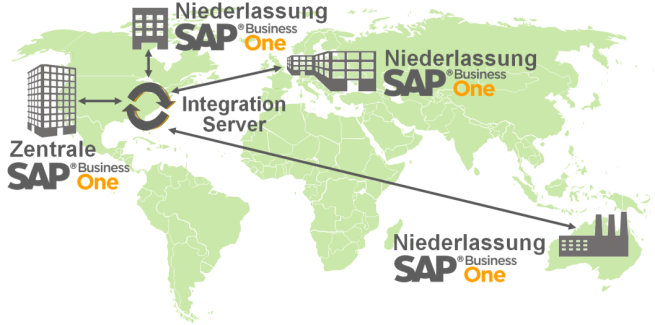 Niederlassung
SAP® Business
One
Niederlassung
SAP® Business
One
Integration
Server
Zentrale
SAP® Business
One
Niederlassung
SAP® Business
One